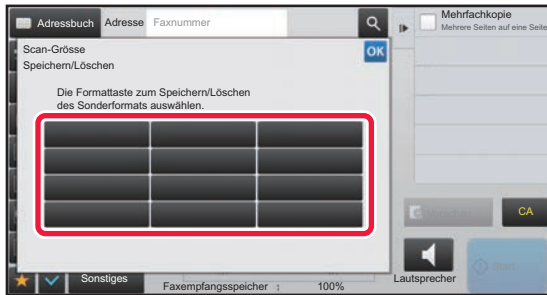 Adressbuch Adresse Faxnummer
Mehrfachkopie
Mehrere Seiten auf eine Seite
Scan-Grösse
Speichern/Löschen
OK
Die Formattaste zum Speichern/Löschen
des Sonderformats auswählen.
CA
Start
Sonstiges
Faxempfangsspeicher : 100%
Lautsprecher